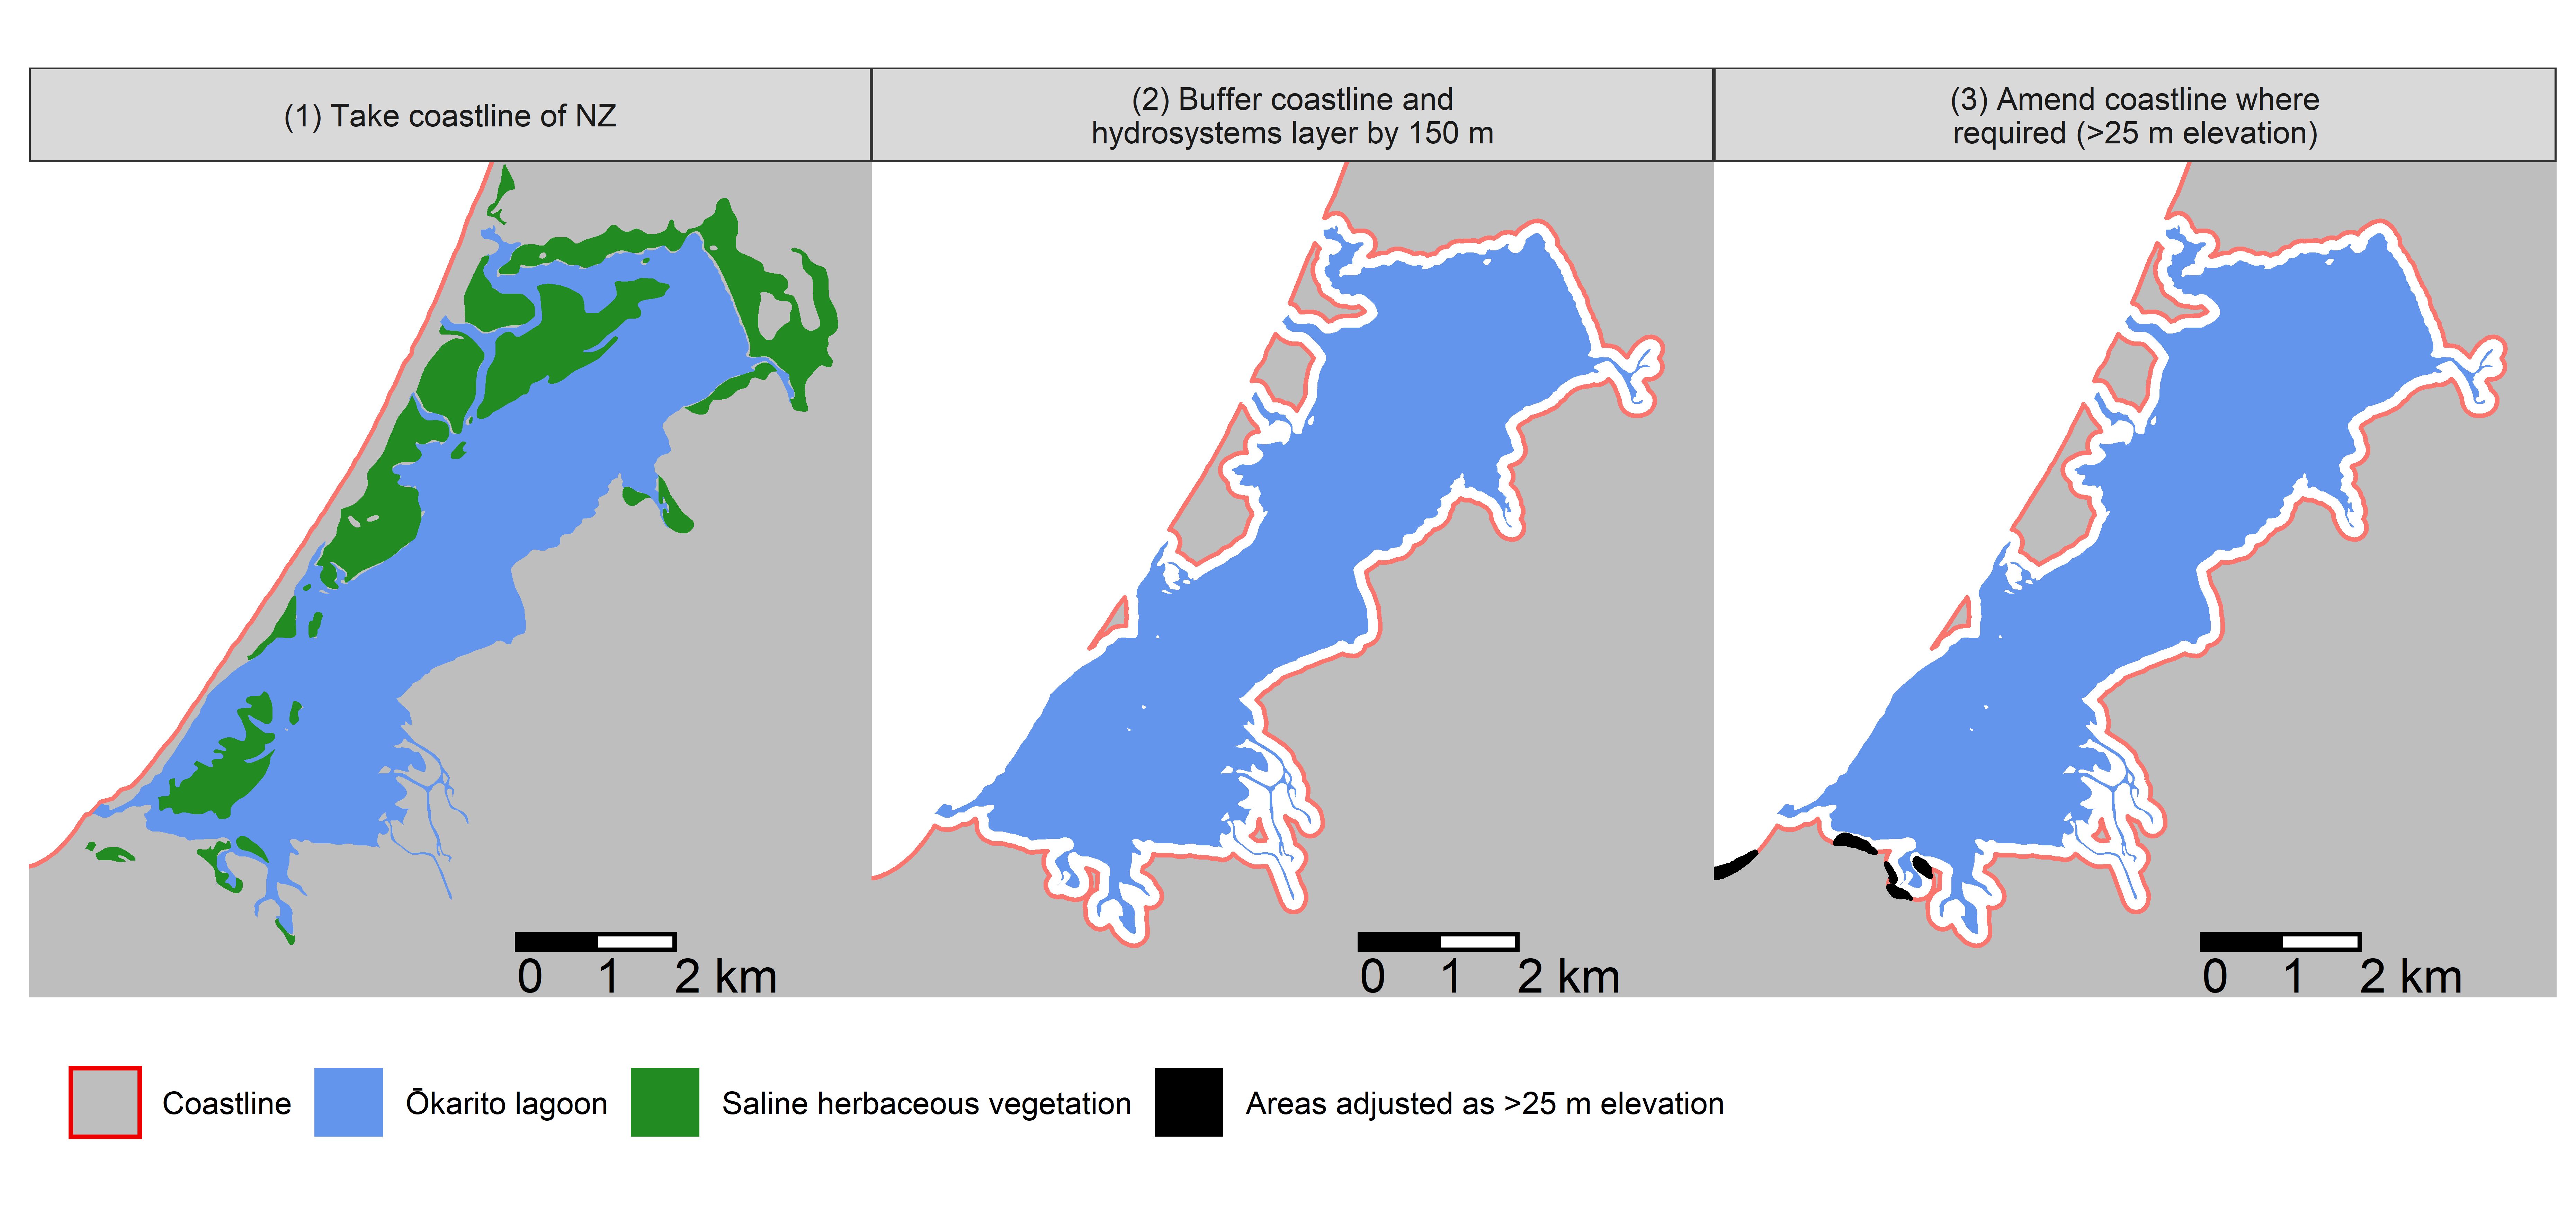 (1) Take coastline of NZ
(2) Buffer coastline and
hydrosystems layer by 150 m
(3) Amend coastline where
required (>25 m elevation)
0 1 2 km
0 1 2 km
0 1 2 km
Coastline
Ōkarito lagoon
Saline herbaceous vegetation
Areas adjusted as >25 m elevation